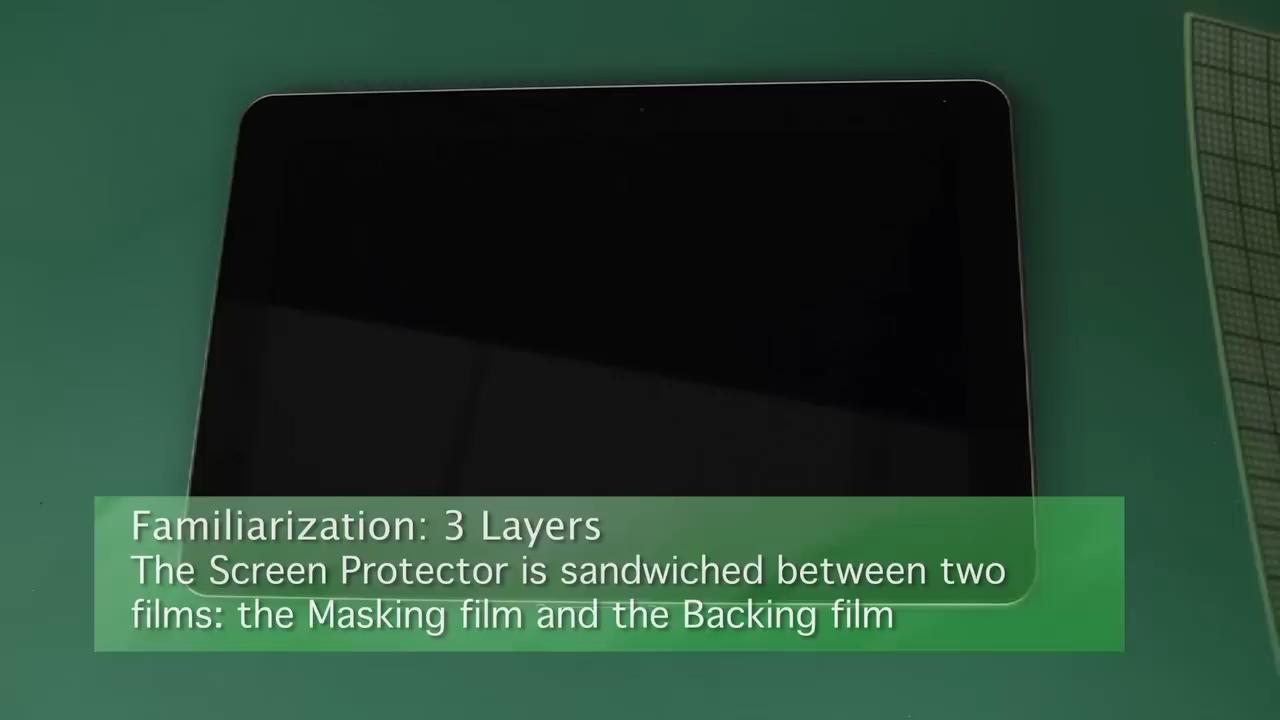 Familiarization: 3 Layers
The Screen Protector is sandwiched between two
films: the Masking film and the Backing film